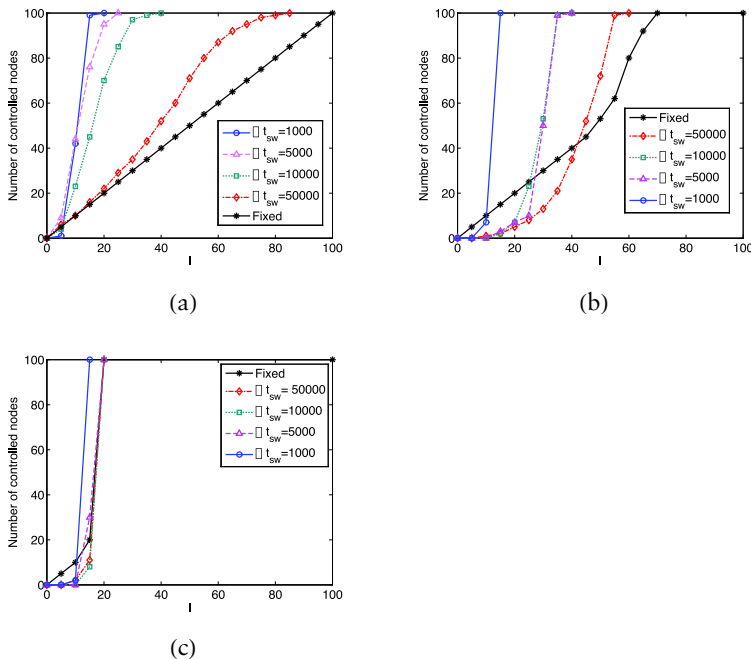 100
80
60
40
20
0
Number of controlled nodes
0 20 40 60 80 100
I
▯ t_sw=1000
▯ t_sw=5000
▯ t_sw=10000
▯ t_sw=50000
Fixed
(a)
100
80
60
40
20
0
Number of controlled nodes
0 20 40 60 80 100
I
Fixed
▯ t_sw=50000
▯ t_sw=10000
▯ t_sw=5000
▯ t_sw=1000
(b)
100
80
60
40
20
0
Number of controlled nodes
0 20 40 60 80 100
I
Fixed
▯ t_sw= 50000
▯ t_sw=10000
▯ t_sw=5000
▯ t_sw=1000
(c)